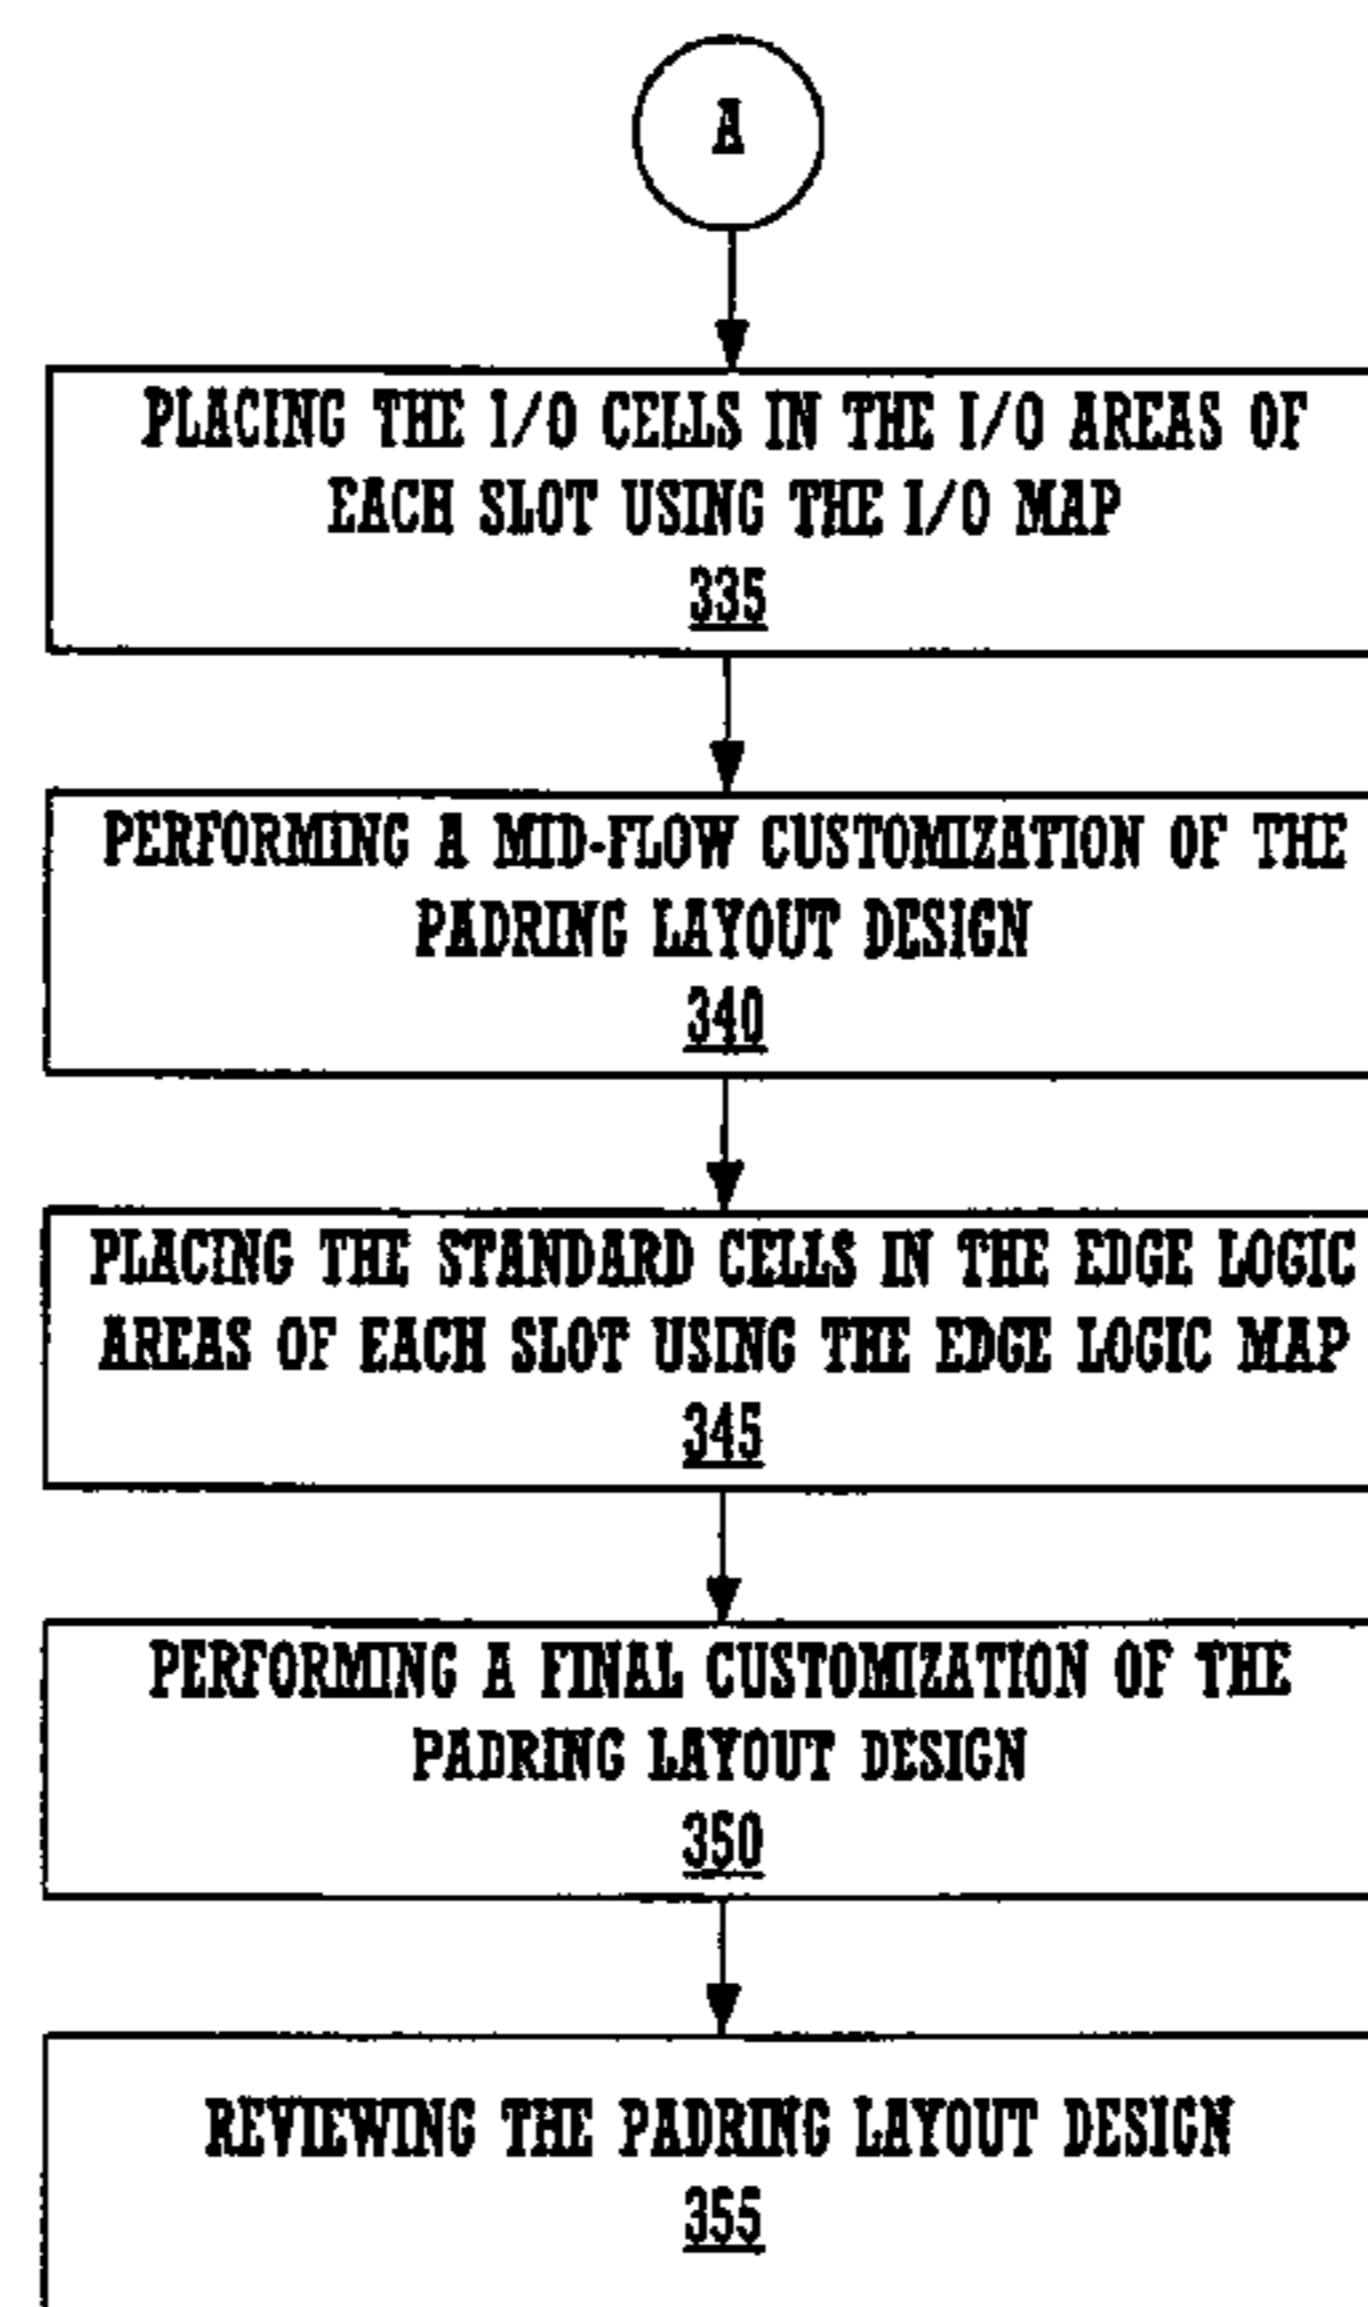 A
PLACING THE I/O CELLS IN THE I/O AREAS OF
EACH SLOT USING THE I/O MAP
335
PERFORMING A MID-FLOW CUSTOMIZATION OF THE
PADRING LAYOUT DESIGN
340
PLACING THE STANDARD CELLS IN THE EDGE LOGIC
AREAS OF EACH SLOT USING THE EDGE LOGIC MAP
345
PERFORMING A FINAL CUSTOMIZATION OF THE
PADRING LAYOUT DESIGN
350
REVIEWING THE PADRING LAYOUT DESIGN
355